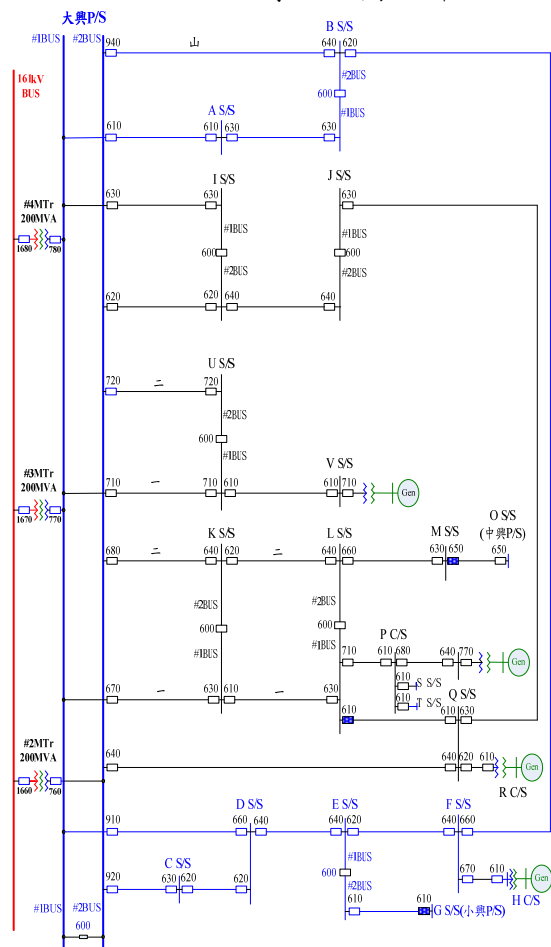 大興P/S
#1BUS #2BUS
161kV
BUS
940
山
B S/S
640 620
#2BUS
600
#1BUS
A S/S
610
610 630
630
I S/S
J S/S
#4MTr
200MVA
630
630
630
#1BUS
600
#2BUS
#1BUS
600
#2BUS
1680
780
620
620 640
640
U S/S
720
二
720
#2BUS
600
#1BUS
V S/S
#3MTr
200MVA
710
一
710 610
610 710
Gen
1670
770
O S/S
(中興P/S)
K S/S
L S/S
M S/S
680
二
640 620
二
640 660
630 650
650
#2BUS
600
#1BUS
#2BUS
600
#1BUS
P C/S
710
610 680
640 770
Gen
610
S S/S
610
T S/S
670
一
630 610
一
630
Q S/S
610
610 630
#2MTr
200MVA
640
640 620 610
Gen
R C/S
1660
760
D S/S
E S/S
F S/S
910
660 640
640 620
640 660
C S/S
#1BUS
600
#2BUS
920
630 620
620
670 610
H C/S
610
610
G S/S(小興P/S)
#1BUS
#2BUS
600